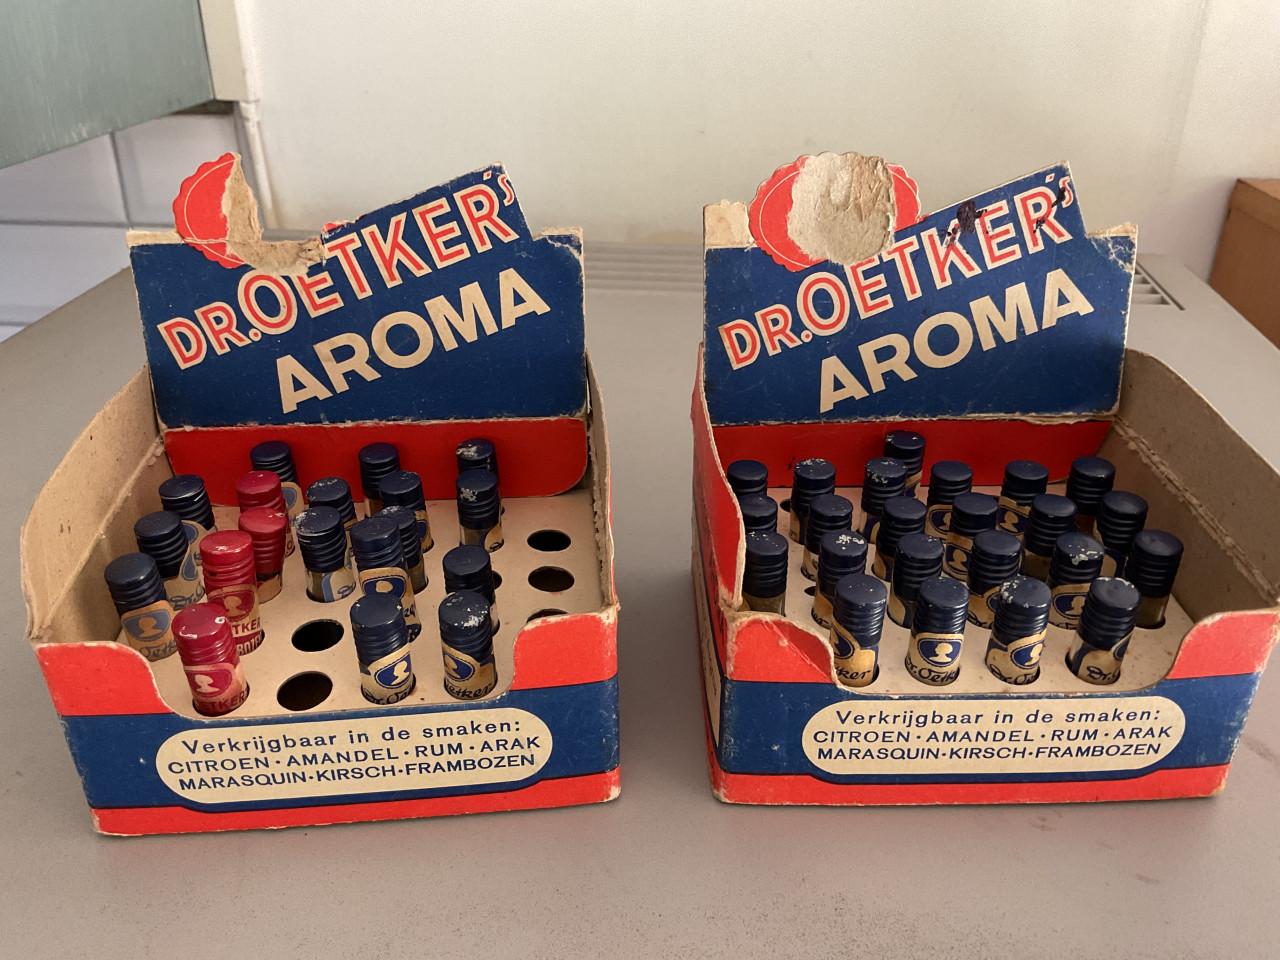 DR. OETKER's
AROMA
Verkrijgbaar in de smaken:
CITROEN · AMANDEL · RUM · ARAK
MARASQUIN · KIRSCH · FRAMBOZEN
DR. OETKER's
AROMA
Verkrijgbaar in de smaken:
CITROEN · AMANDEL · RUM · ARAK
MARASQUIN · KIRSCH · FRAMBOZEN